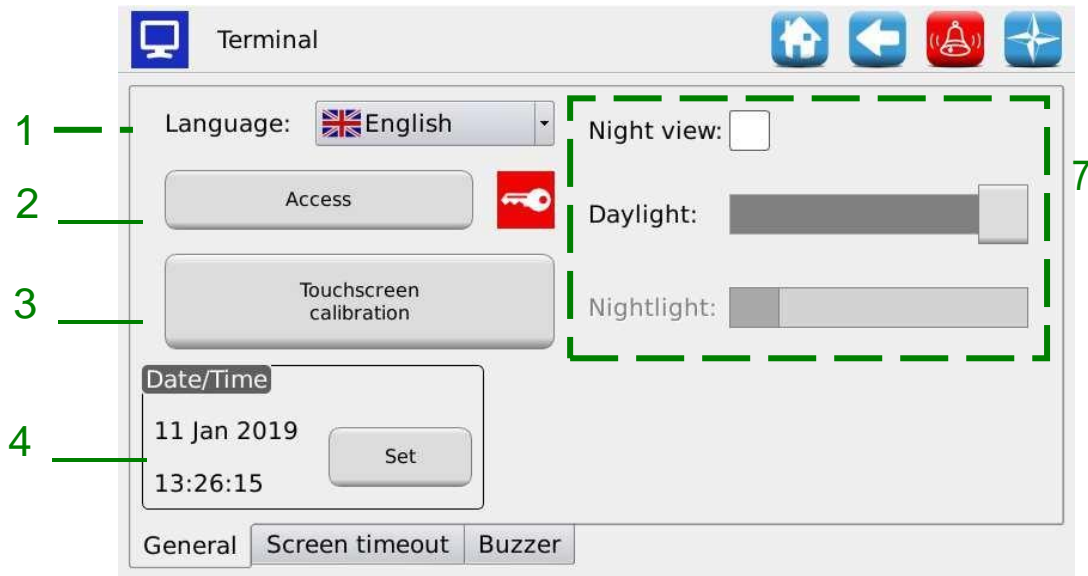 Terminal
1
Language: English
Night view:
7
2
Access
Daylight:
3
Touchscreen
calibration
Nightlight:
Date/Time
11 Jan 2019
4
Set
13:26:15
General Screen timeout Buzzer